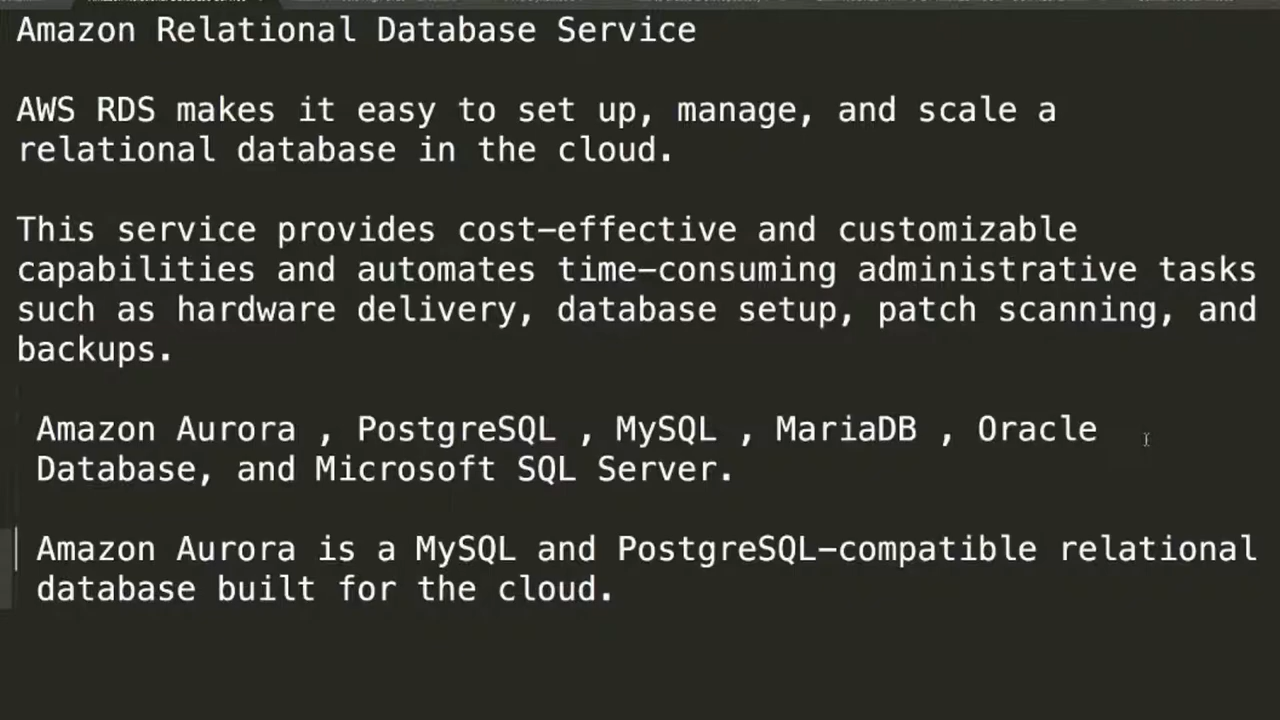 Amazon Relational Database Service
AWS RDS makes it easy to set up, manage, and scale a
relational database in the cloud.
This service provides cost-effective and customizable
capabilities and automates time-consuming administrative tasks
such as hardware delivery, database setup, patch scanning, and
backups.
Amazon Aurora , PostgreSQL , MySQL , MariaDB , Oracle
Database, and Microsoft SQL Server.
Amazon Aurora is a MySQL and PostgreSQL-compatible relational
database built for the cloud.